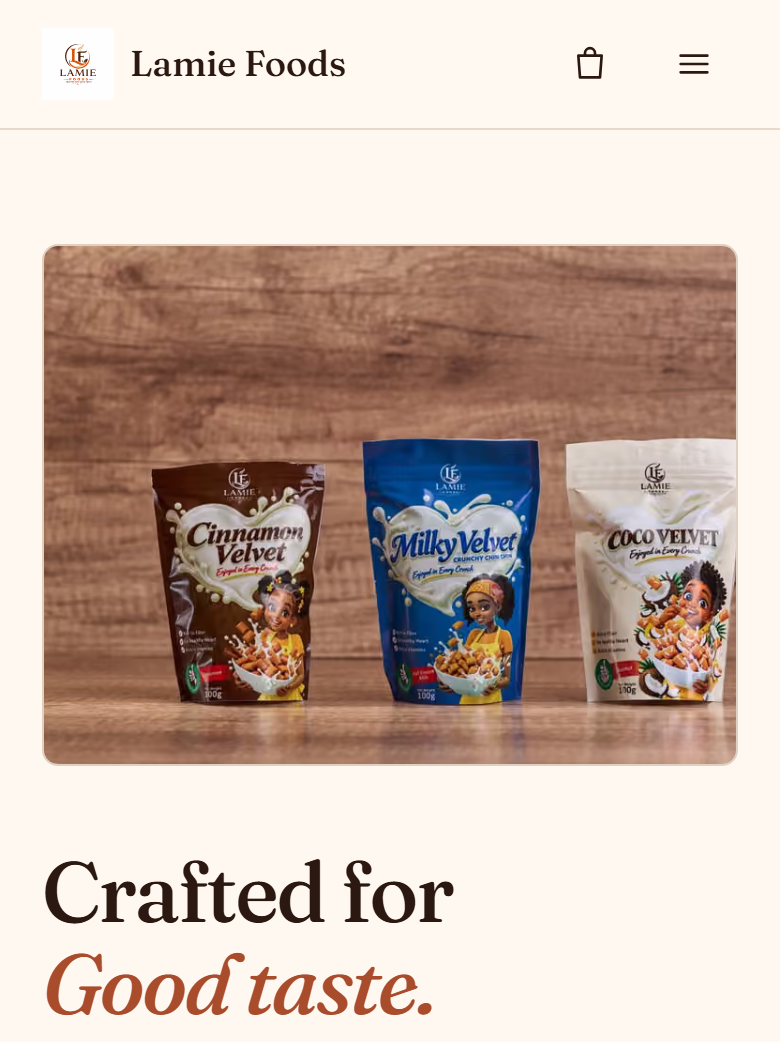 LAMIE
Lamie Foods
LAMIE
Cinnamon
Velvet
Enjoyed in Every Crunch
100g
LAMIE
Milky Velvet
CRUNCHY CHIN CHIN
Enjoyed in Every Crunch
100g
LAMIE
COCO VELVET
Enjoyed in Every Crunch
100g
Crafted for
Good taste.